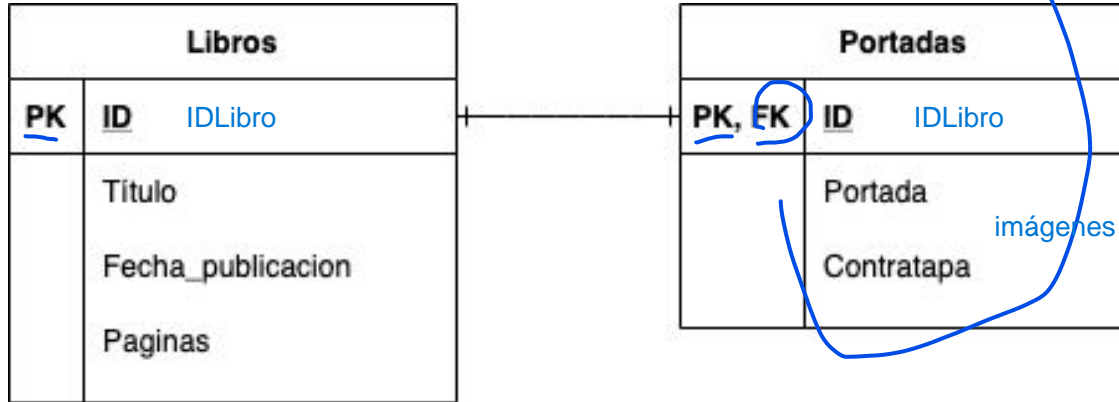 Libros
PK ID IDLibro
Título
Fecha_publicacion
Paginas
Portadas
PK, FK ID IDLibro
Portada
imágenes
Contratapa